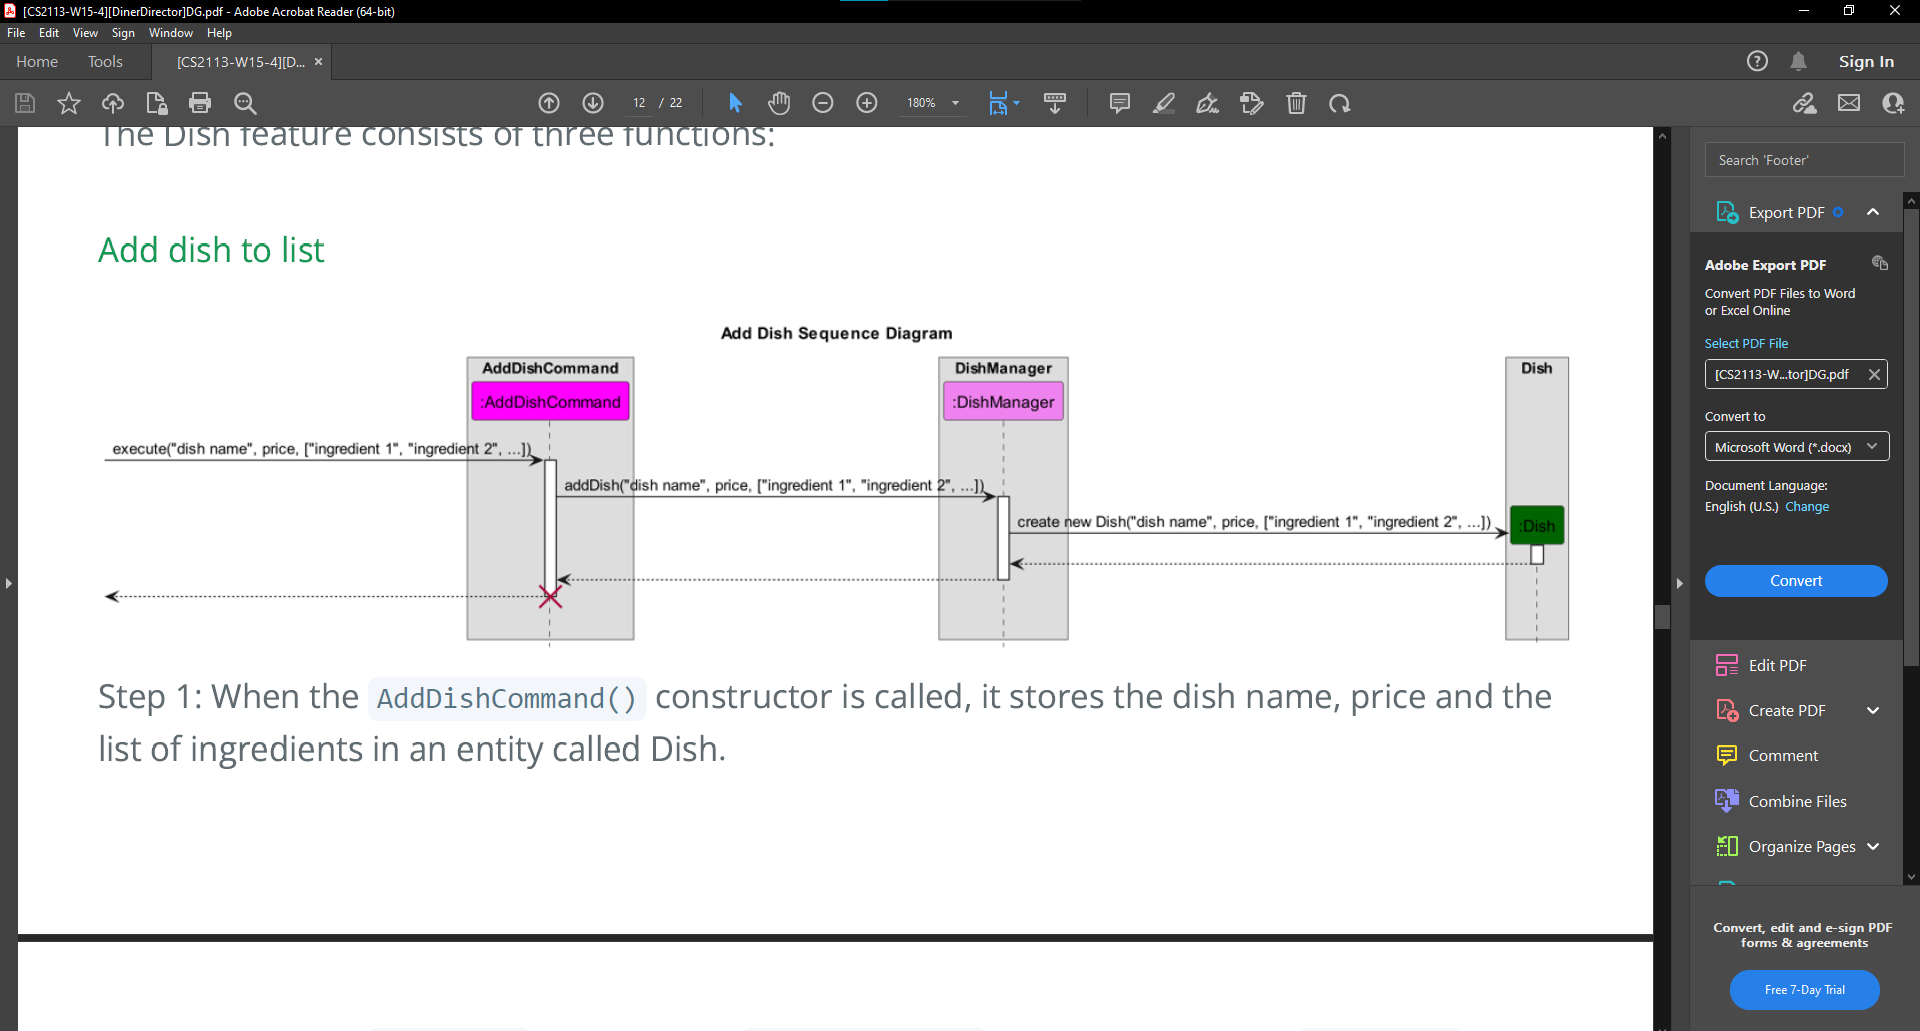 [CS2113-W15-4][DinerDirector]DG.pdf - Adobe Acrobat Reader (64-bit)
File Edit View Sign Window Help
Home Tools [CS2113-W15-4][D... × Sign In
12 / 22 180%
The Dish feature consists of three functions:
Add dish to list
Add Dish Sequence Diagram
AddDishCommand DishManager Dish
:AddDishCommand :DishManager
execute("dish name", price, ["ingredient 1", "ingredient 2", ...])
addDish("dish name", price, ["ingredient 1", "ingredient 2", ...])
create new Dish("dish name", price, ["ingredient 1", "ingredient 2", ...])
:Dish
Step 1: When the AddDishCommand() constructor is called, it stores the dish name, price and the
list of ingredients in an entity called Dish.
Search 'Footer'
Export PDF
Adobe Export PDF
Convert PDF Files to Word
or Excel Online
Select PDF File
[CS2113-W...tor]DG.pdf
Convert to
Microsoft Word (*.docx)
Document Language:
English (U.S.) Change
Convert
Edit PDF
Create PDF
Comment
Combine Files
Organize Pages
Convert, edit and e-sign PDF
forms & agreements
Free 7-Day Trial